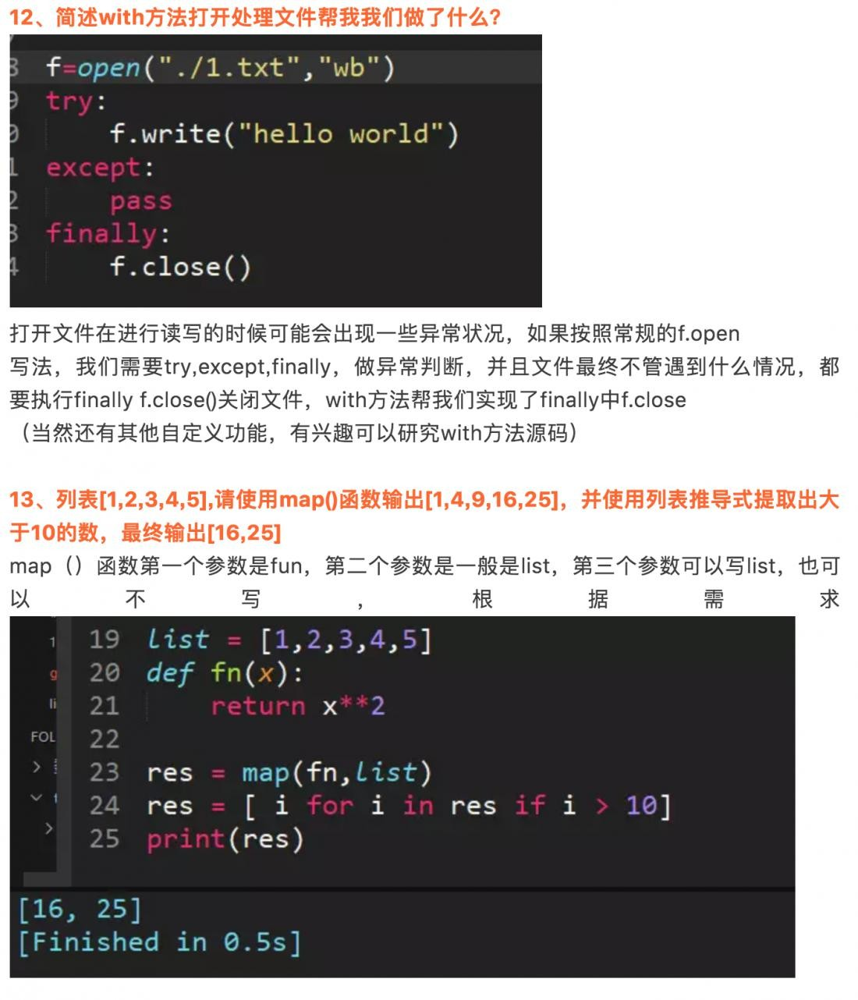 12、简述with方法打开处理文件帮我我们做了什么？
f=open("./1.txt","wb")
try:
f.write("hello world")
except:
pass
finally:
f.close()
打开文件在进行读写的时候可能会出现一些异常状况，如果按照常规的f.open
写法，我们需要try,except,finally，做异常判断，并且文件最终不管遇到什么情况，都
要执行finally f.close()关闭文件，with方法帮我们实现了finally中f.close
（当然还有其他自定义功能，有兴趣可以研究with方法源码）
13、列表[1,2,3,4,5],请使用map()函数输出[1,4,9,16,25]，并使用列表推导式提取出大
于10的数，最终输出[16,25]
map（）函数第一个参数是fun，第二个参数是一般是list，第三个参数可以写list，也可
以不写，根据需求
19 list = [1,2,3,4,5]
20 def fn(x):
21 return x**2
22
FOL
23 res = map(fn,list)
24 res = [ i for i in res if i > 10]
25 print(res)
[16, 25]
[Finished in 0.5s]